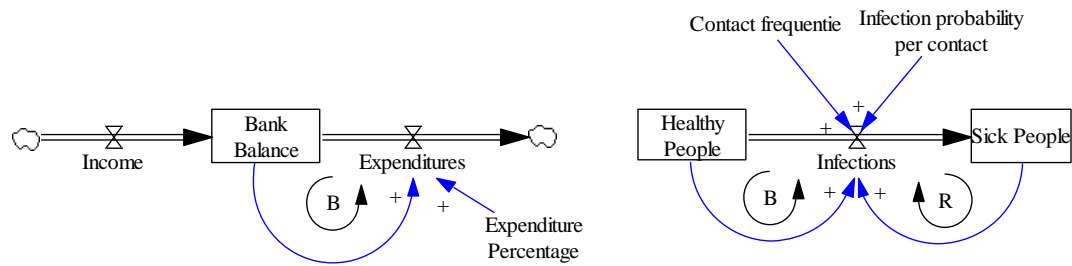 Income
Bank
Balance
Expenditures
+
+
B
Expenditure
Percentage
Contact frequentie
Infection probability
per contact
Healthy
People
+
+
Infections
Sick People
+
+
B
R